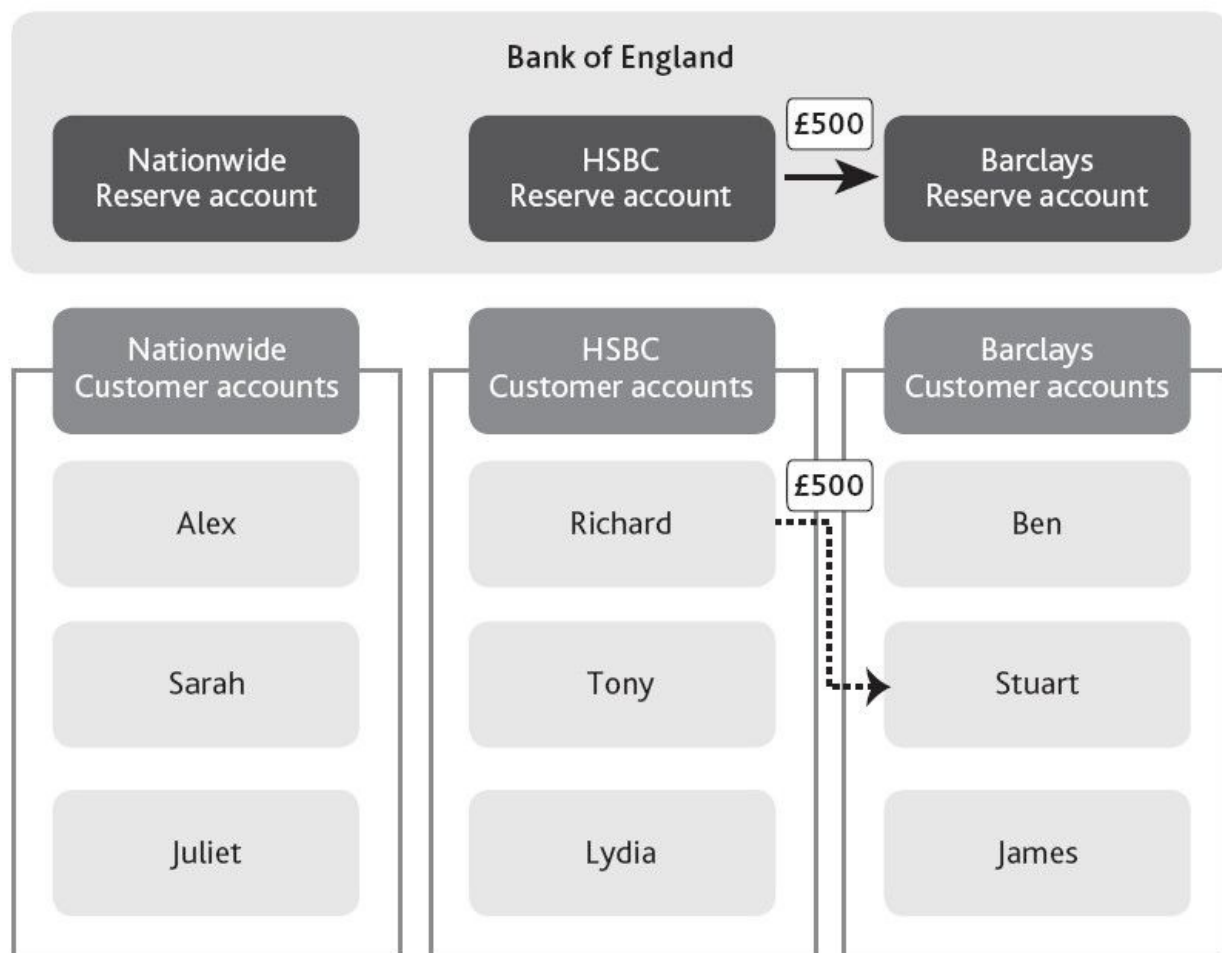 Bank of England
£500
Nationwide
Reserve account
HSBC
Reserve account
Barclays
Reserve account
Nationwide
Customer accounts
HSBC
Customer accounts
Barclays
Customer accounts
£500
Alex
Richard
Ben
Sarah
Tony
Stuart
Juliet
Lydia
James